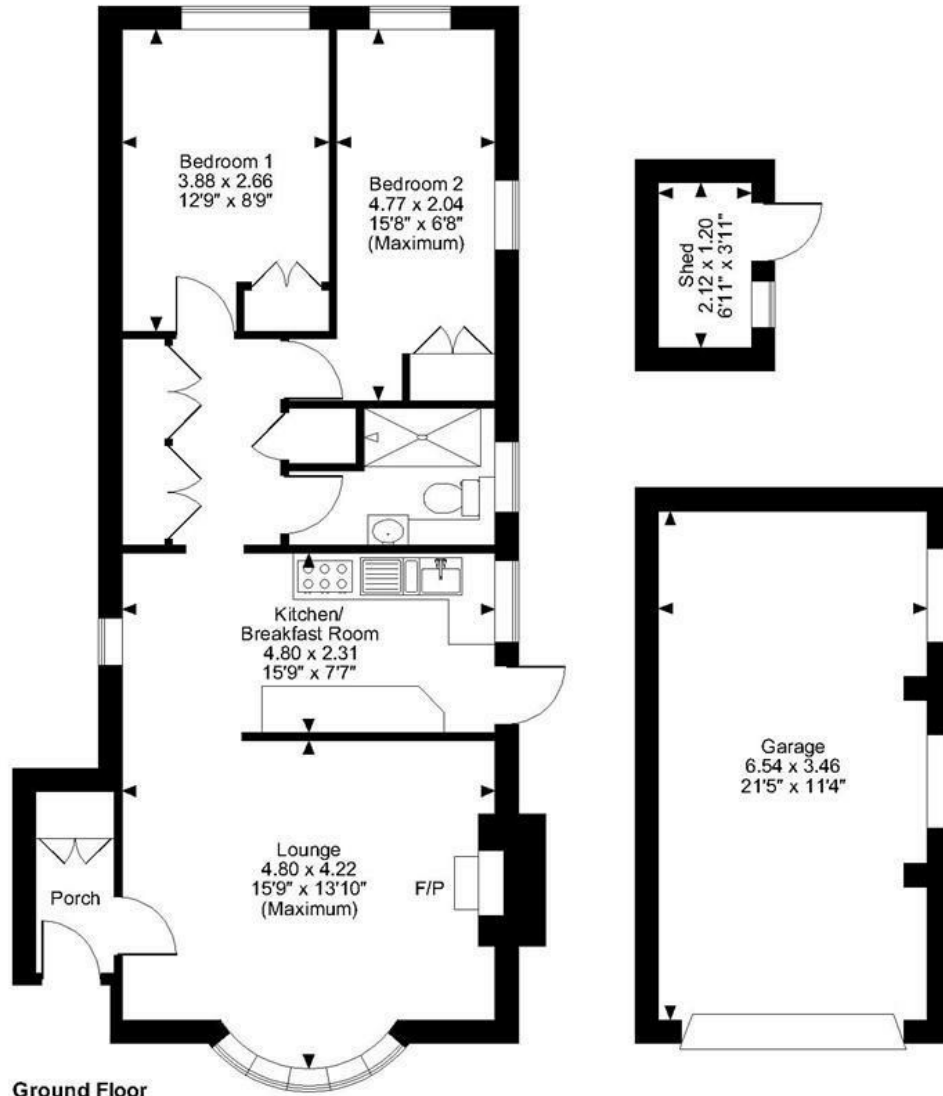 Bedroom 1
3.88 x 2.66
12'9" x 8'9"
Bedroom 2
4.77 x 2.04
15'8" x 6'8"
(Maximum)
Shed
2.12 x 1.20
6'11" x 3'11"
Kitchen/
Breakfast Room
4.80 x 2.31
15'9" x 7'7"
Garage
6.54 x 3.46
21'5" x 11'4"
Lounge
4.80 x 4.22
15'9" x 13'10"
(Maximum)
F/P
Porch
Ground Floor